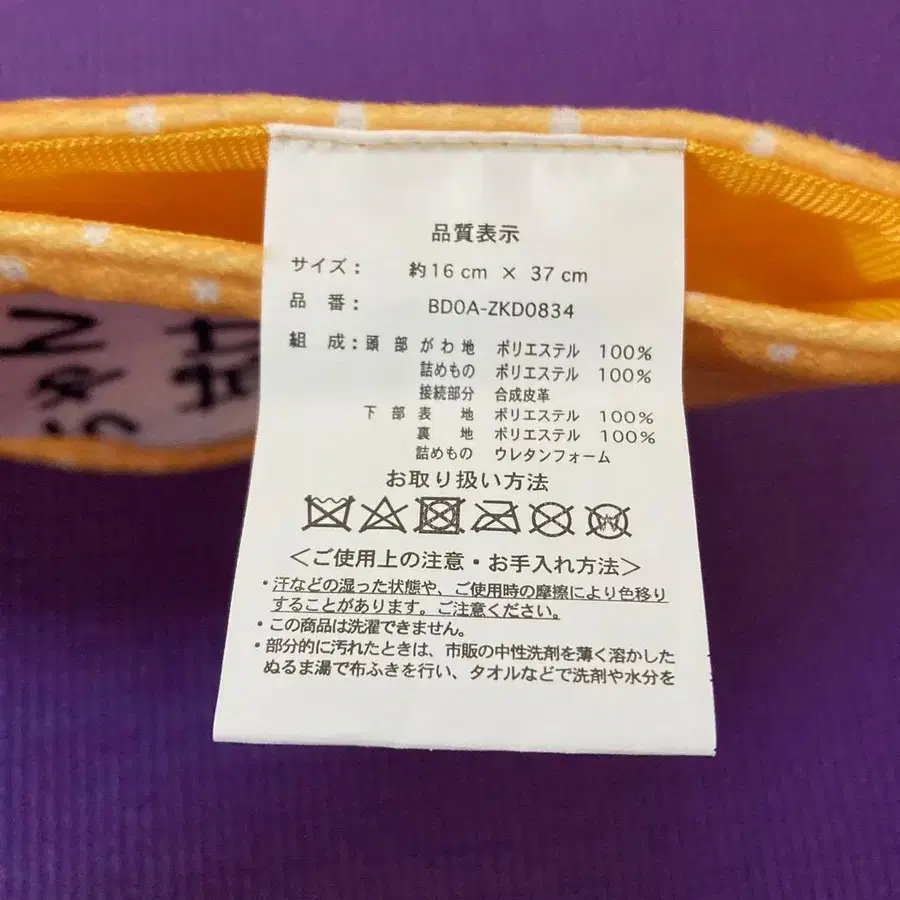 品質表示
サイズ： 約16 cm × 37 cm
品 番： BD0A-ZKD0834
組 成：頭 部 が わ 地 ポリエステル 100%
詰めもの ポリエステル 100%
接続部分 合成皮革
下 部 表 地 ポリエステル 100%
裏 地 ポリエステル 100%
詰めもの ウレタンフォーム
お取り扱い方法
＜ご使用上の注意・お手入れ方法＞
・汗などの湿った状態や、ご使用時の摩擦により色移り
することがあります。ご注意ください。
・この商品は洗濯できません。
・部分的に汚れたときは、市販の中性洗剤を薄く溶かした
ぬるま湯で布ふきを行い、タオルなどで洗剤や水分を